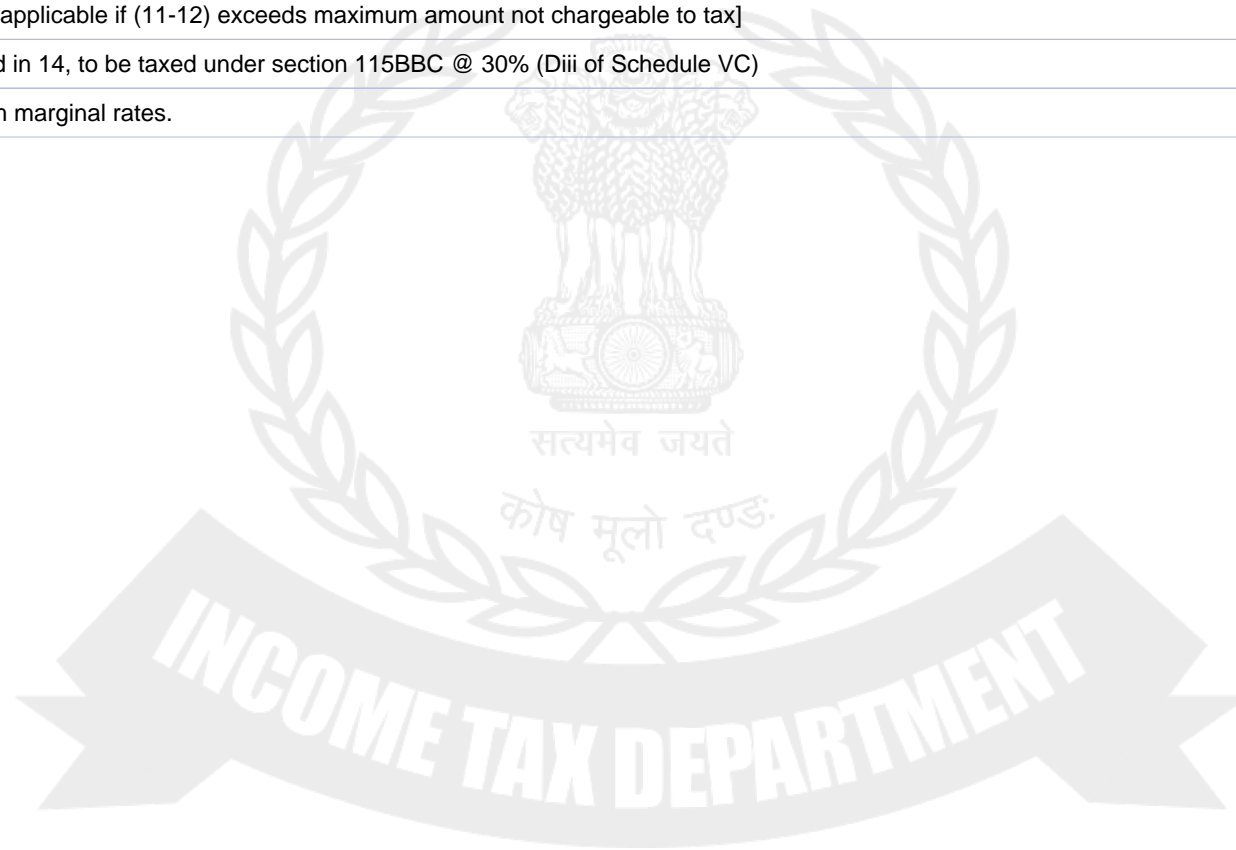 applicable if (11-12) exceeds maximum amount not chargeable to tax]
d in 14, to be taxed under section 115BBC @ 30% (Diii of Schedule VC)
n marginal rates.
सत्यमेव जयते
कोष मूलो दण्ड:
INCOME TAX DEPARTMENT